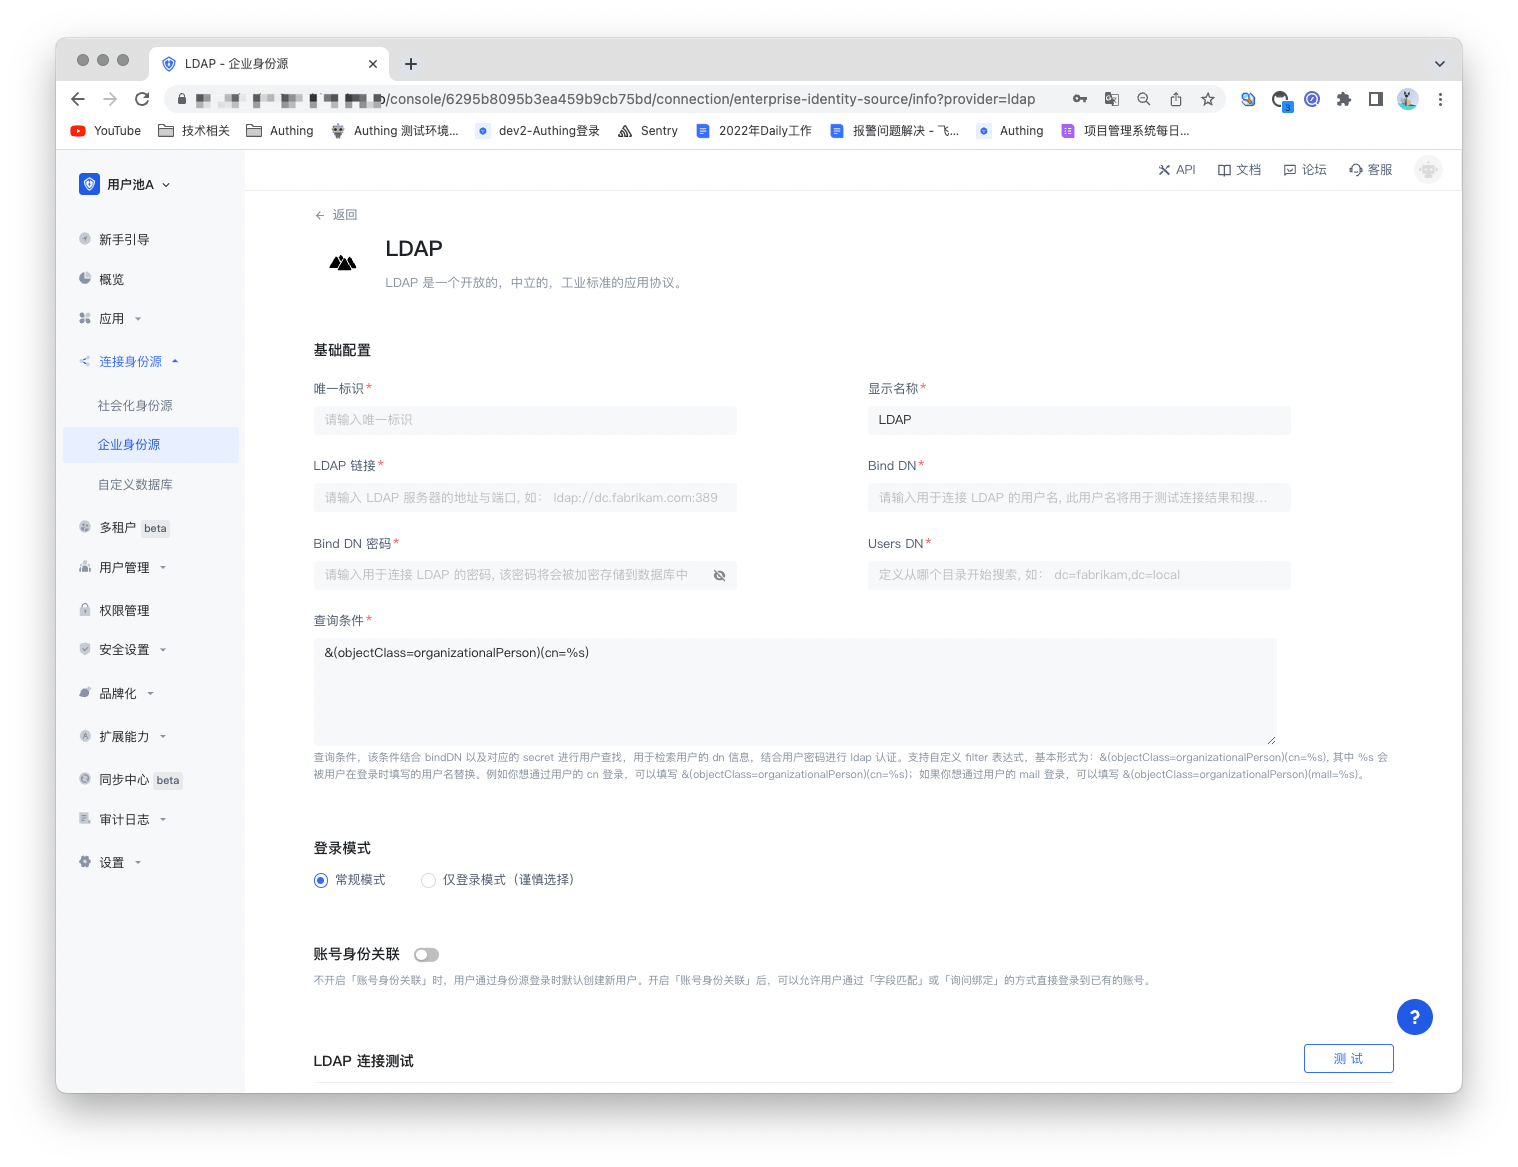 LDAP - 企业身份源
/console/6295b8095b3ea459b9cb75bd/connection/enterprise-identity-source/info?provider=ldap
3
YouTube 技术相关 Authing Authing 测试环境... dev2-Authing登录 Sentry 2022年Daily工作 报警问题解决 - 飞... Authing 项目管理系统每日...
用户池A
API 文档 论坛 客服
新手引导
概览
应用
连接身份源
社会化身份源
企业身份源
自定义数据库
多租户 beta
用户管理
权限管理
安全设置
品牌化
扩展能力
同步中心 beta
审计日志
设置
返回
LDAP
LDAP 是一个开放的，中立的，工业标准的应用协议。
基础配置
唯一标识*
请输入唯一标识
显示名称*
LDAP
LDAP 链接*
请输入 LDAP 服务器的地址与端口, 如： ldap://dc.fabrikam.com:389
Bind DN*
请输入用于连接 LDAP 的用户名, 此用户名将用于测试连接结果和搜...
Bind DN 密码*
请输入用于连接 LDAP 的密码, 该密码将会被加密存储到数据库中
Users DN*
定义从哪个目录开始搜索, 如： dc=fabrikam,dc=local
查询条件*
&(objectClass=organizationalPerson)(cn=%s)
查询条件，该条件结合 bindDN 以及对应的 secret 进行用户查找，用于检索用户的 dn 信息，结合用户密码进行 ldap 认证。支持自定义 filter 表达式，基本形式为：&(objectClass=organizationalPerson)(cn=%s), 其中 %s 会
被用户在登录时填写的用户名替换。例如你想通过用户的 cn 登录，可以填写 &(objectClass=organizationalPerson)(cn=%s)；如果你想通过用户的 mail 登录，可以填写 &(objectClass=organizationalPerson)(mail=%s)。
登录模式
常规模式 仅登录模式（谨慎选择）
账号身份关联
不开启「账号身份关联」时，用户通过身份源登录时默认创建新用户。开启「账号身份关联」后，可以允许用户通过「字段匹配」或「询问绑定」的方式直接登录到已有的账号。
?
LDAP 连接测试
测 试